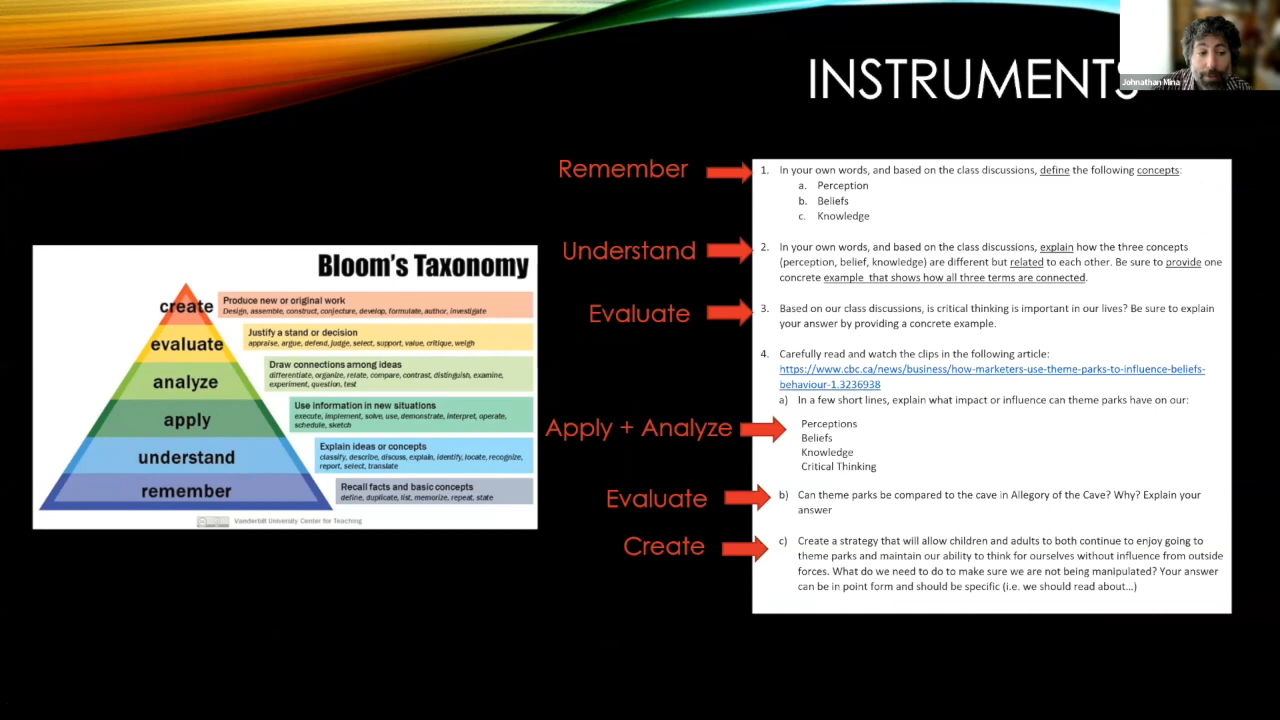 INSTRUMENTS
Johnathan Mina
Bloom's Taxonomy
create
Produce new or original work
Design, assemble, construct, conjecture, develop, formulate, author, investigate
evaluate
Justify a stand or decision
appraise, argue, defend, judge, select, support, value, critique, weigh
analyze
Draw connections among ideas
differentiate, organize, relate, compare, contrast, distinguish, examine,
experiment, question, test
apply
Use information in new situations
execute, implement, solve, use, demonstrate, interpret, operate,
schedule, sketch
understand
Explain ideas or concepts
classify, describe, discuss, explain, identify, locate, recognize,
report, select, translate
remember
Recall facts and basic concepts
define, duplicate, list, memorize, repeat, state
Vanderbilt University Center for Teaching
Remember
Understand
Evaluate
Apply + Analyze
Evaluate
Create
1. In your own words, and based on the class discussions, define the following concepts:
a. Perception
b. Beliefs
c. Knowledge
2. In your own words, and based on the class discussions, explain how the three concepts
(perception, belief, knowledge) are different but related to each other. Be sure to provide one
concrete example that shows how all three terms are connected.
3. Based on our class discussions, is critical thinking is important in our lives? Be sure to explain
your answer by providing a concrete example.
4. Carefully read and watch the clips in the following article:
https://www.cbc.ca/news/business/how-marketers-use-theme-parks-to-influence-beliefs-
behaviour-1.3236938
a) In a few short lines, explain what impact or influence can theme parks have on our:
Perceptions
Beliefs
Knowledge
Critical Thinking
b) Can theme parks be compared to the cave in Allegory of the Cave? Why? Explain your
answer
c) Create a strategy that will allow children and adults to both continue to enjoy going to
theme parks and maintain our ability to think for ourselves without influence from outside
forces. What do we need to do to make sure we are not being manipulated? Your answer
can be in point form and should be specific (i.e. we should read about...)